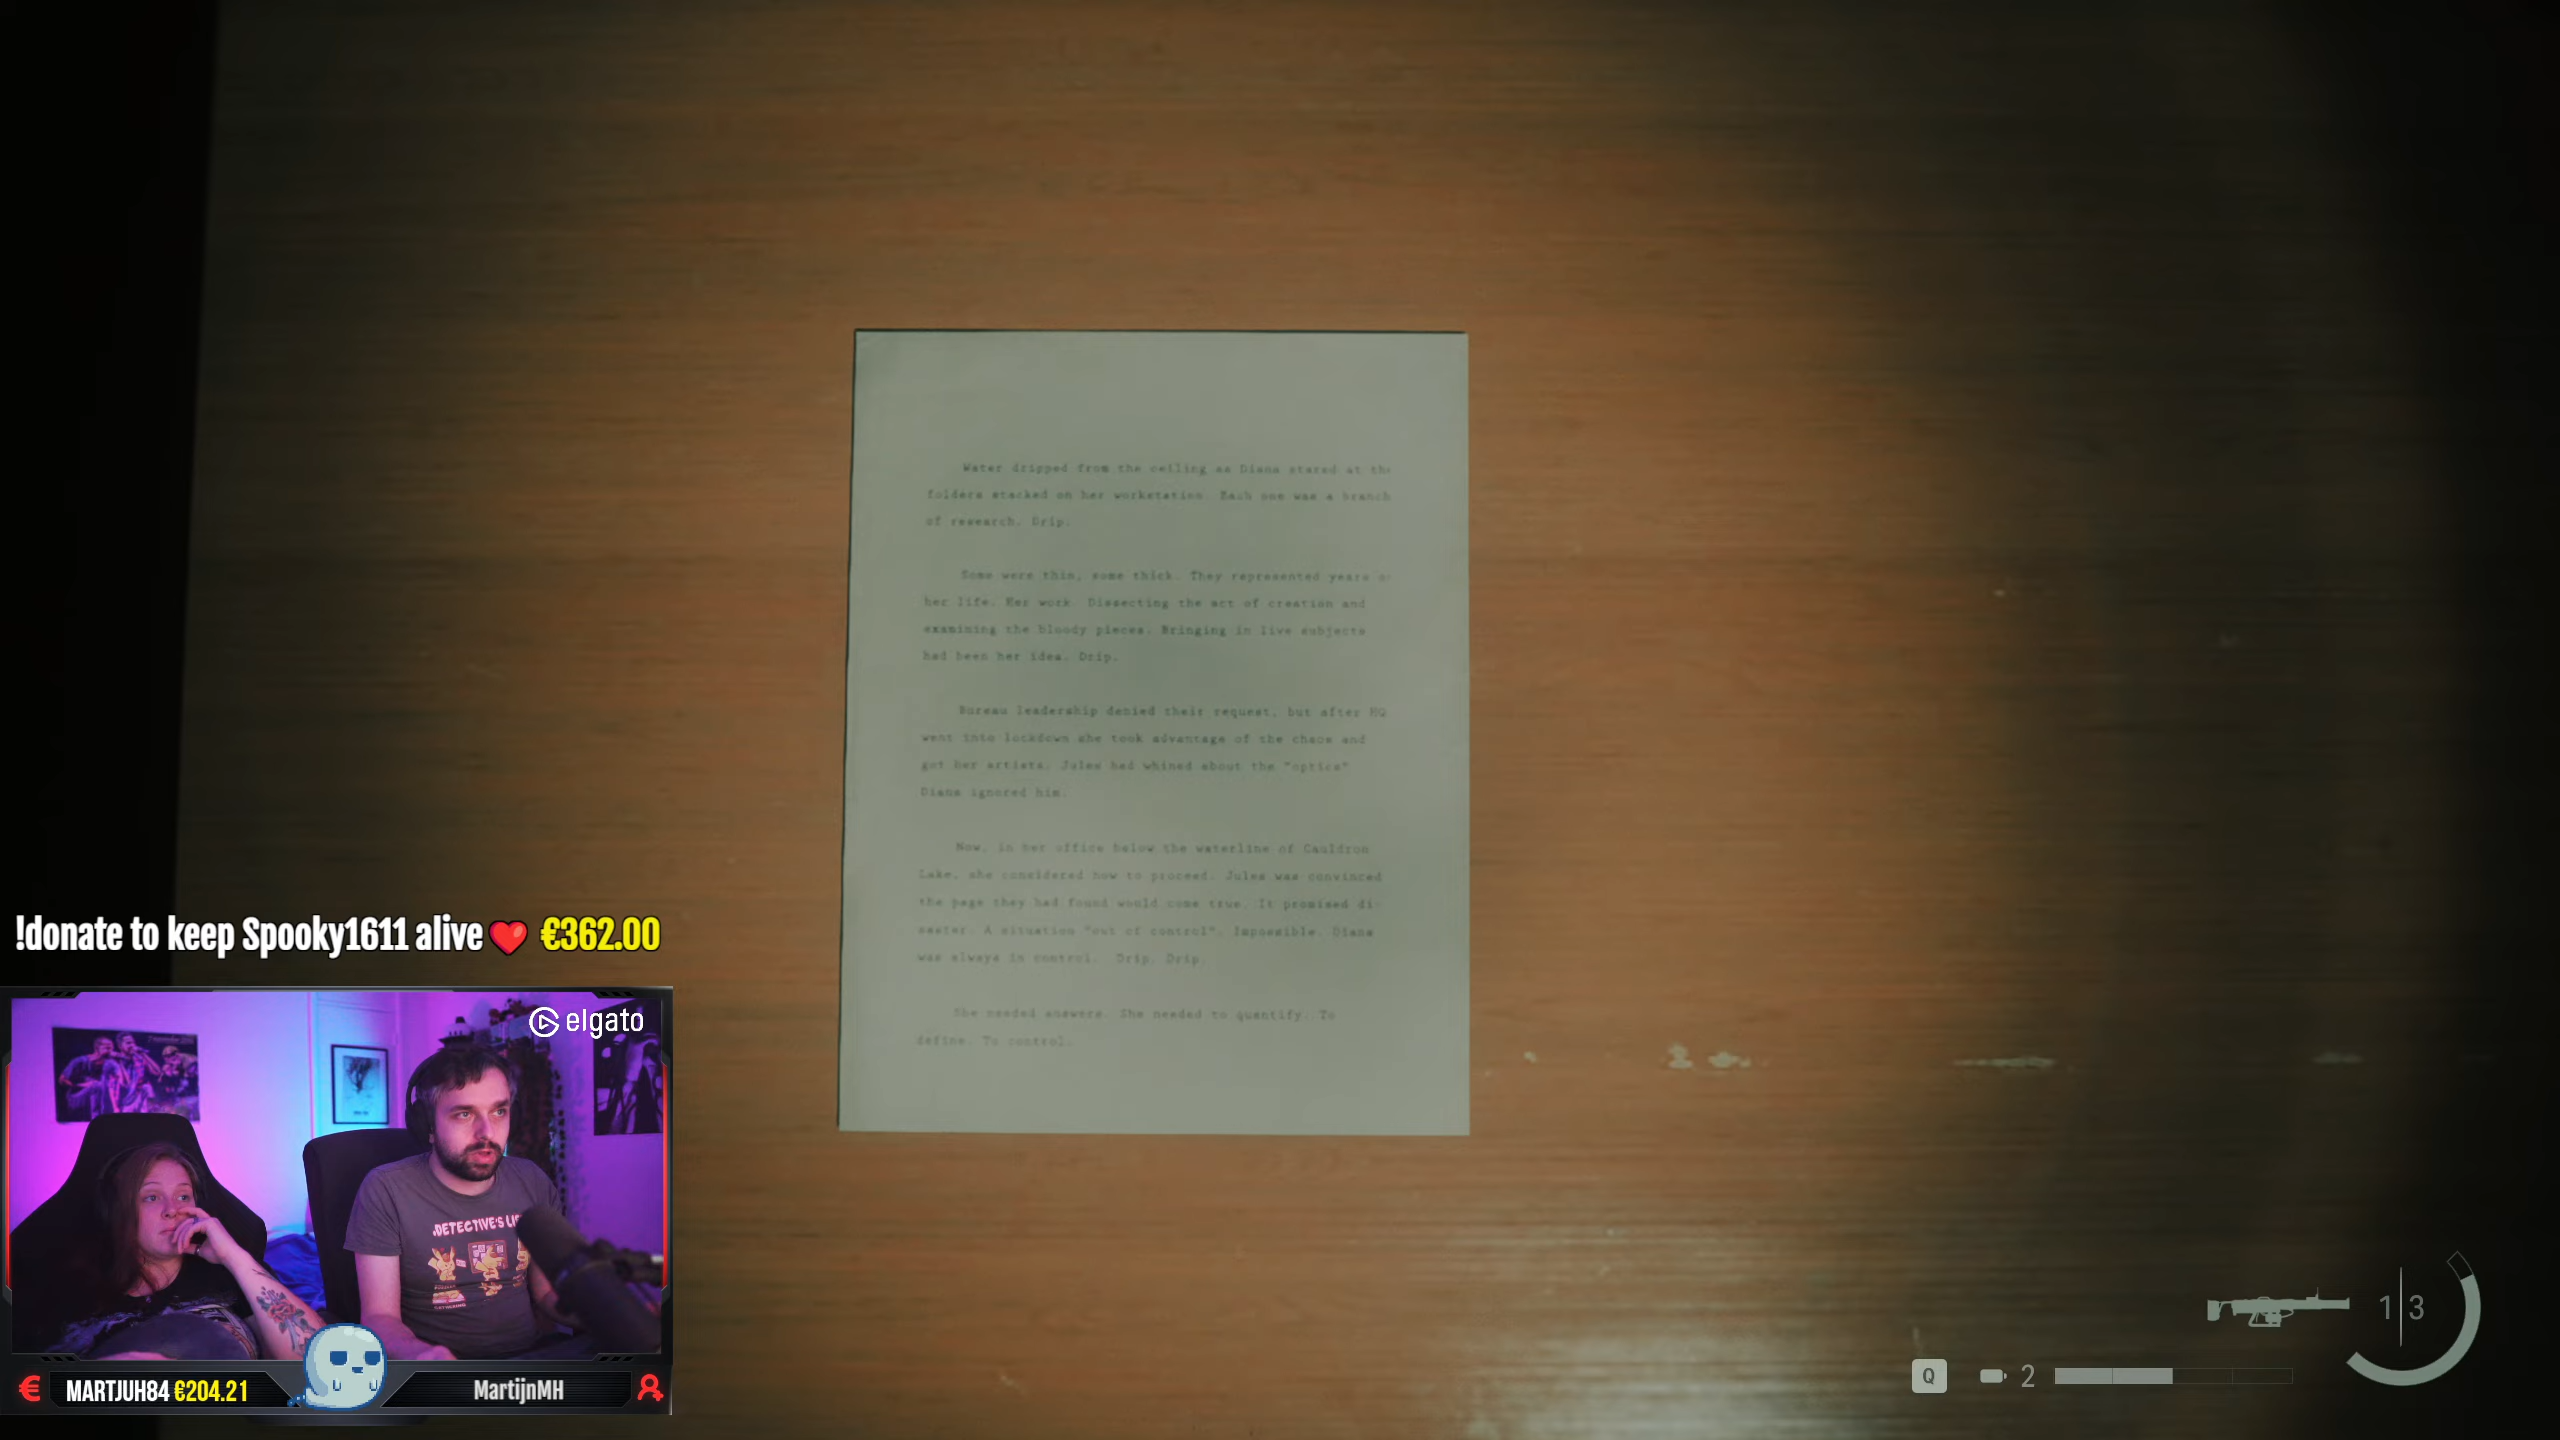 Water dripped from the ceiling as Diana stared at the
folders stacked on her workstation. Each one was a branch
of research. Drip.
Some were thin, some thick. They represented years o
her life. Her work. Dissecting the act of creation and
examining the bloody pieces. Bringing in live subjects
had been her idea. Drip.
Bureau leadership denied their request, but after HQ
went into lockdown she took advantage of the chaos and
got her artists. Jules had whined about the "optics"
Diana ignored him.
Now, in her office below the waterline of Cauldron
Lake, she considered how to proceed. Jules was convinced
the page they had found would come true. It promised di-
saster. A situation "out of control". Impossible. Diana
was always in control. Drip. Drip.
She needed answers. She needed to quantify. To
define. To control.
!donate to keep Spooky1611 alive ❤ €362.00
elgato
DETECTIVE'S
€ MARTJUH84 €204.21
MartijnMH
1 3
Q 2